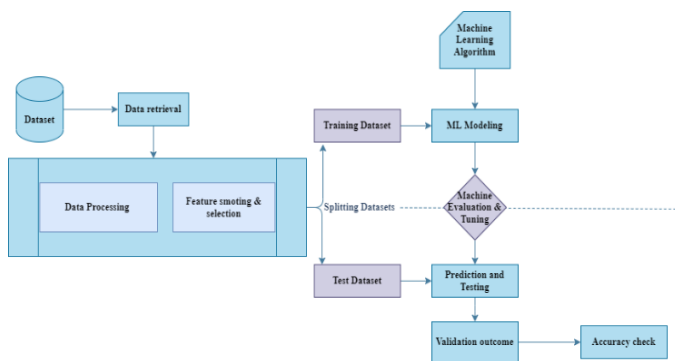 Machine
Learning
Algorithm
Dataset
Data retrieval
Training Dataset
ML Modeling
Data Processing
Feature smoting &
selection
Splitting Datasets
Machine
Evaluation &
Tuning
Test Dataset
Prediction and
Testing
Validation outcome
Accuracy check